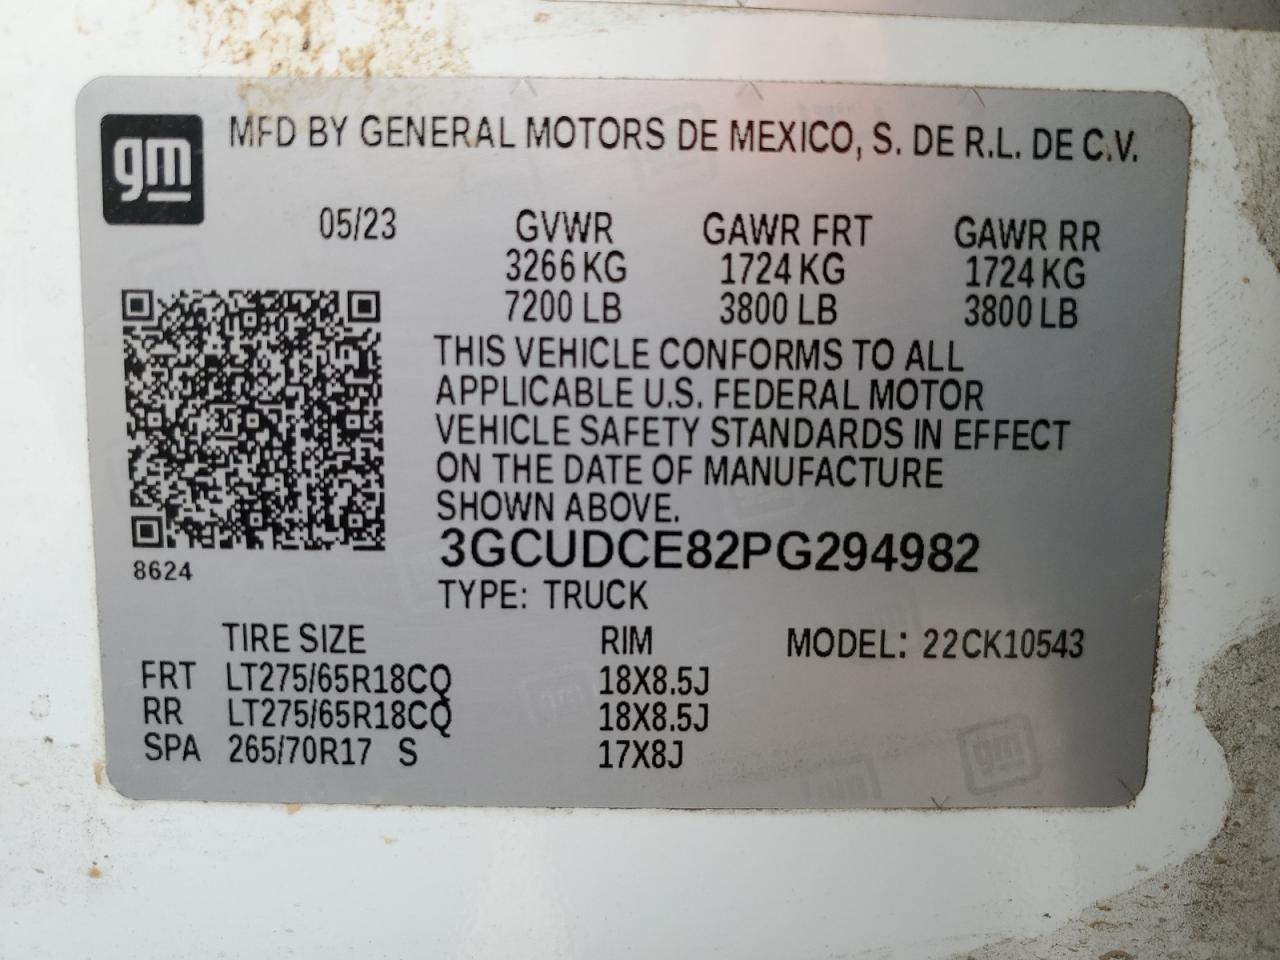 gm
MFD BY GENERAL MOTORS DE MEXICO, S. DE R.L. DE C.V.
05/23 GVWR GAWR FRT GAWR RR
3266 KG 1724 KG 1724 KG
7200 LB 3800 LB 3800 LB
THIS VEHICLE CONFORMS TO ALL
APPLICABLE U.S. FEDERAL MOTOR
VEHICLE SAFETY STANDARDS IN EFFECT
ON THE DATE OF MANUFACTURE
SHOWN ABOVE.
3GCUDCE82PG294982
8624
TYPE: TRUCK
TIRE SIZE RIM MODEL: 22CK10543
FRT LT275/65R18CQ 18X8.5J
RR LT275/65R18CQ 18X8.5J
SPA 265/70R17 S 17X8J
gm